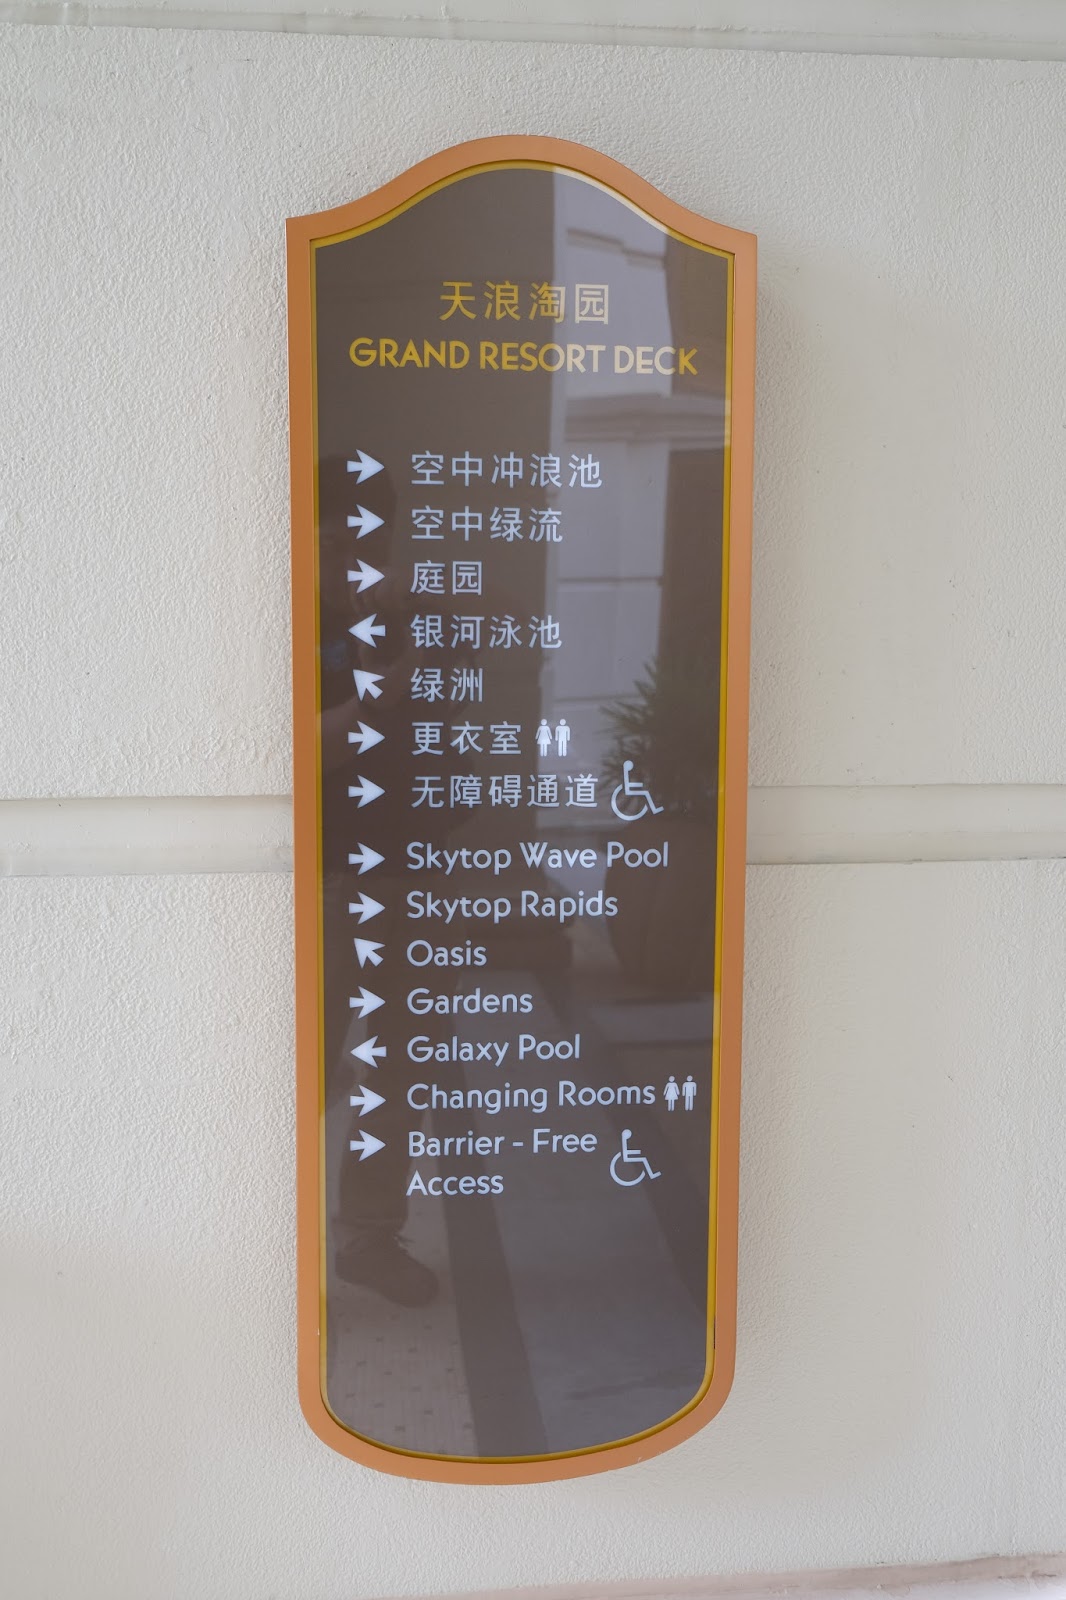 天浪淘园
GRAND RESORT DECK
空中冲浪池
空中绿流
庭园
银河泳池
绿洲
更衣室
无障碍通道
Skytop Wave Pool
Skytop Rapids
Oasis
Gardens
Galaxy Pool
Changing Rooms
Barrier - Free
Access